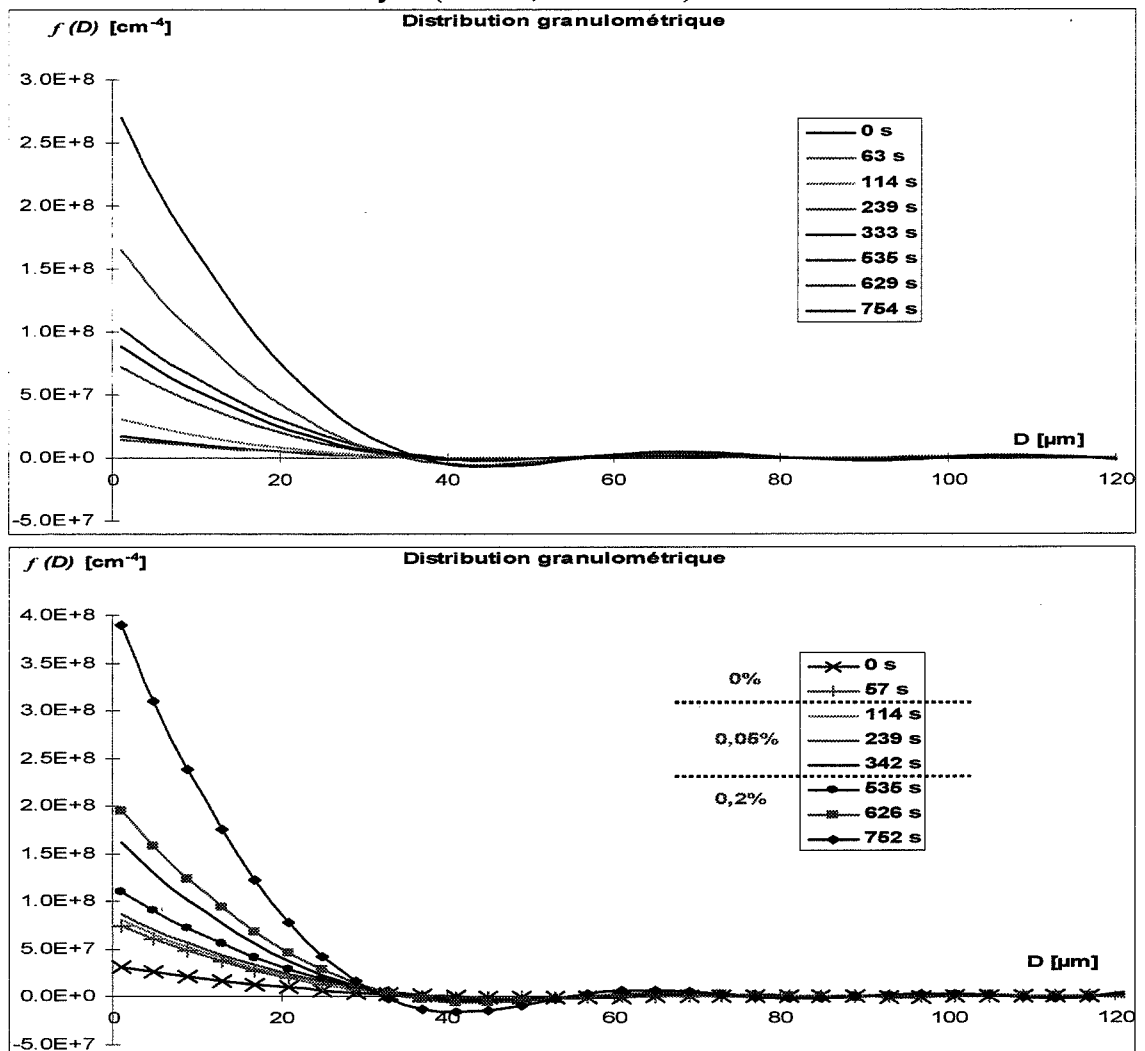 Distribution granulométrique
f (D) [cm-4]
3.0E+8
2.5E+8
2.0E+8
1.5E+8
1.0E+8
5.0E+7
0.0E+0
-5.0E+7
0
20
40
60
80
100
120
D [µm]
0 s
63 s
114 s
239 s
333 s
535 s
629 s
754 s
Distribution granulométrique
f (D) [cm-4]
4.0E+8
3.5E+8
3.0E+8
2.5E+8
2.0E+8
1.5E+8
1.0E+8
5.0E+7
0.0E+0
-5.0E+7
0
20
40
60
80
100
120
D [µm]
0%
0,05%
0,2%
0 s
57 s
114 s
239 s
342 s
535 s
626 s
752 s